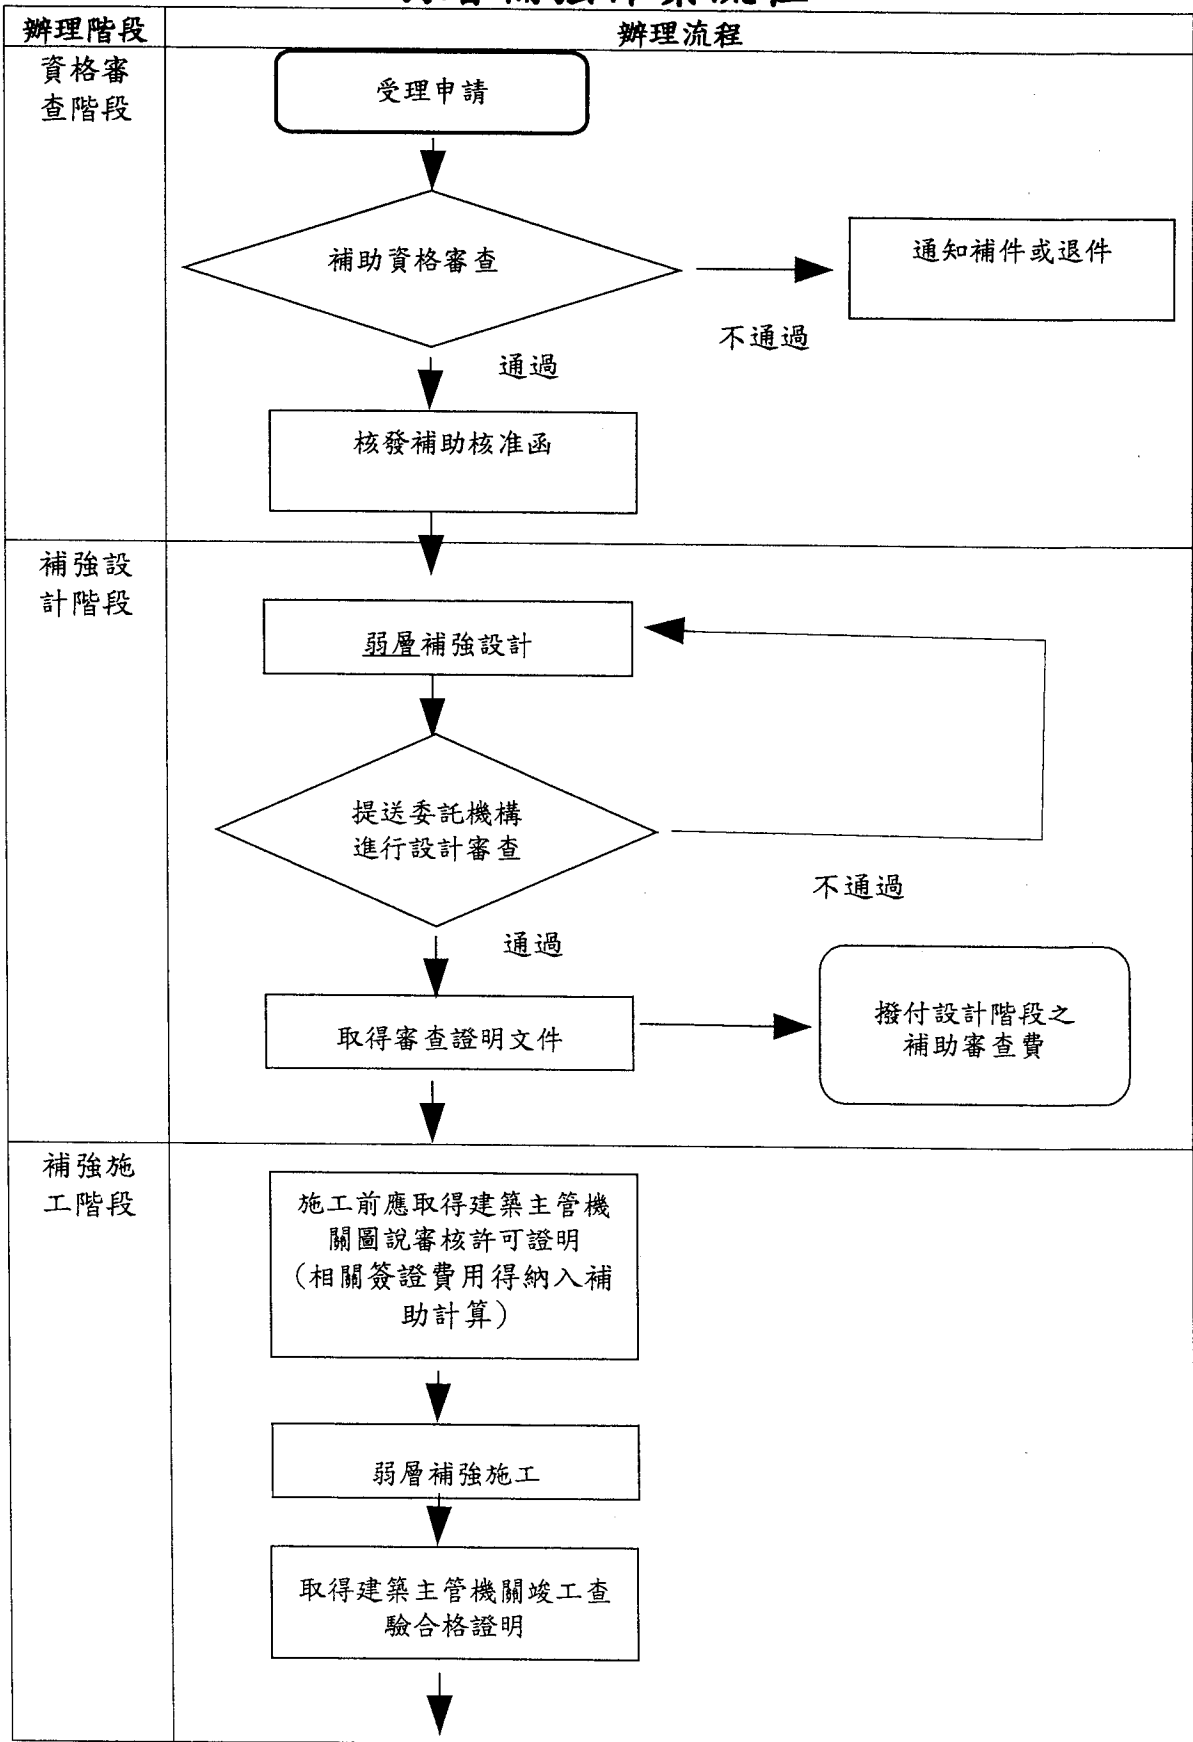 辦理階段
辦理流程
資格審
查階段
受理申請
補助資格審查
通知補件或退件
不通過
通過
核發補助核准函
補強設
計階段
弱層補強設計
提送委託機構
進行設計審查
不通過
通過
取得審查證明文件
撥付設計階段之
補助審查費
補強施
工階段
施工前應取得建築主管機
關圖說審核許可證明
（相關簽證費用得納入補
助計算）
弱層補強施工
取得建築主管機關竣工查
驗合格證明